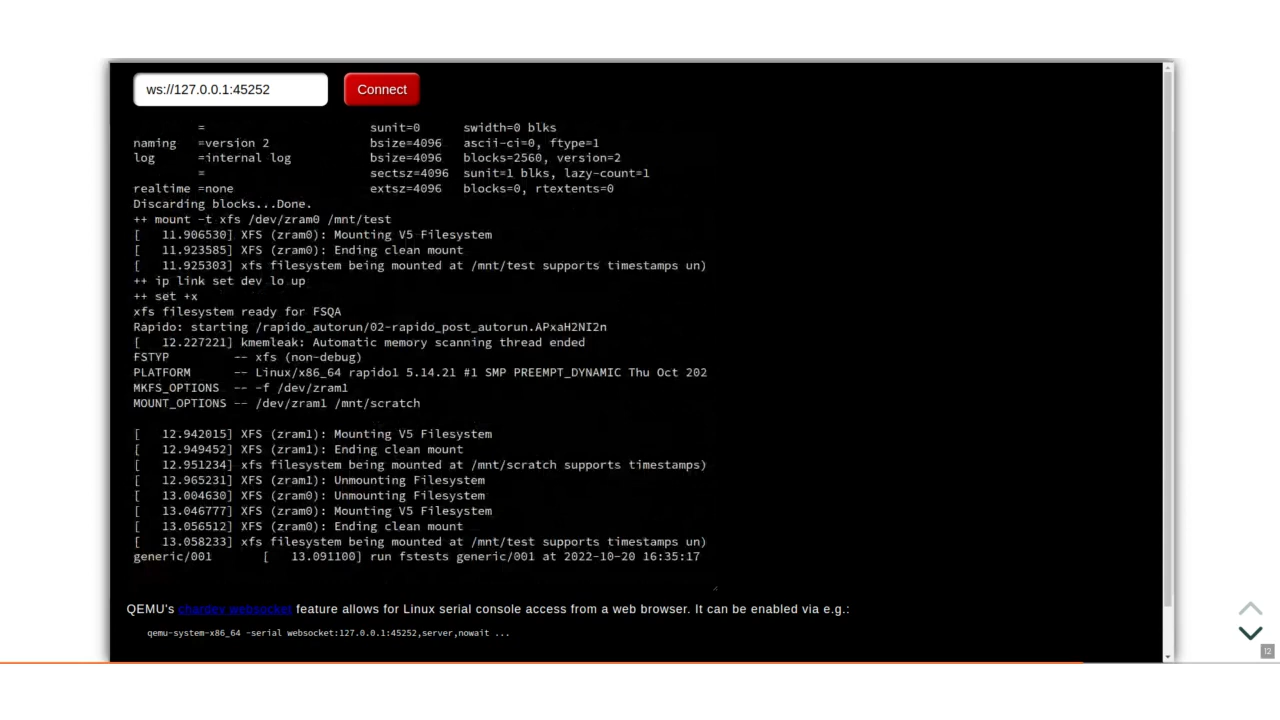 ws://127.0.0.1:45252
Connect
= sunit=0 swidth=0 blks
naming =version 2 bsize=4096 ascii-ci=0, ftype=1
log =internal log bsize=4096 blocks=2560, version=2
= sectsz=4096 sunit=1 blks, lazy-count=1
realtime =none extsz=4096 blocks=0, rtextents=0
Discarding blocks...Done.
++ mount -t xfs /dev/zram0 /mnt/test
[ 11.906530] XFS (zram0): Mounting V5 Filesystem
[ 11.923585] XFS (zram0): Ending clean mount
[ 11.925303] xfs filesystem being mounted at /mnt/test supports timestamps un)
++ ip link set dev lo up
++ set +x
xfs filesystem ready for FSQA
Rapido: starting /rapido_autorun/02-rapido_post_autorun.APxaH2NI2n
[ 12.227221] kmemleak: Automatic memory scanning thread ended
FSTYP -- xfs (non-debug)
PLATFORM -- Linux/x86_64 rapido1 5.14.21 #1 SMP PREEMPT_DYNAMIC Thu Oct 202
MKFS_OPTIONS -- -f /dev/zram1
MOUNT_OPTIONS -- /dev/zram1 /mnt/scratch
[ 12.942015] XFS (zram1): Mounting V5 Filesystem
[ 12.949452] XFS (zram1): Ending clean mount
[ 12.951234] xfs filesystem being mounted at /mnt/scratch supports timestamps)
[ 12.965231] XFS (zram1): Unmounting Filesystem
[ 13.004630] XFS (zram0): Unmounting Filesystem
[ 13.046777] XFS (zram0): Mounting V5 Filesystem
[ 13.056512] XFS (zram0): Ending clean mount
[ 13.058233] xfs filesystem being mounted at /mnt/test supports timestamps un)
generic/001 [ 13.091100] run fstests generic/001 at 2022-10-20 16:35:17
QEMU's chardev websocket feature allows for Linux serial console access from a web browser. It can be enabled via e.g.:
qemu-system-x86_64 -serial websocket:127.0.0.1:45252,server,nowait ...
12